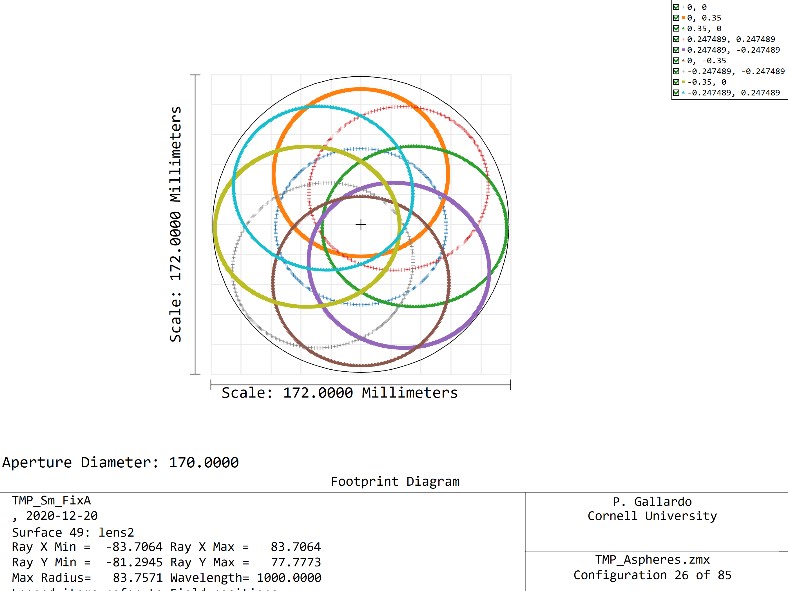 0, 0
0, 0.35
0.35, 0
0.247489, 0.247489
0.247489, -0.247489
0, -0.35
-0.247489, -0.247489
-0.35, 0
-0.247489, 0.247489
Scale: 172.0000 Millimeters
Scale: 172.0000 Millimeters
Aperture Diameter: 170.0000
Footprint Diagram
TMP_Sm_FixA
, 2020-12-20
Surface 49: lens2
Ray X Min = -83.7064 Ray X Max = 83.7064
Ray Y Min = -81.2945 Ray Y Max = 77.7773
Max Radius= 83.7571 Wavelength= 1000.0000
P. Gallardo
Cornell University
TMP_Aspheres.zmx
Configuration 26 of 85